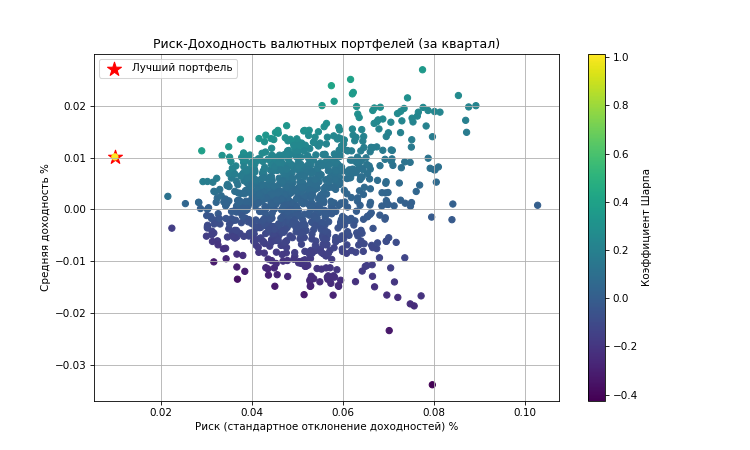 Риск-Доходность валютных портфелей (за квартал)
Лучший портфель
Средняя доходность %
0.02
0.01
0.00
−0.01
−0.02
−0.03
0.02 0.04 0.06 0.08 0.10
Риск (стандартное отклонение доходностей) %
1.0
0.8
0.6
0.4
0.2
0.0
−0.2
−0.4
Коэффициент Шарпа